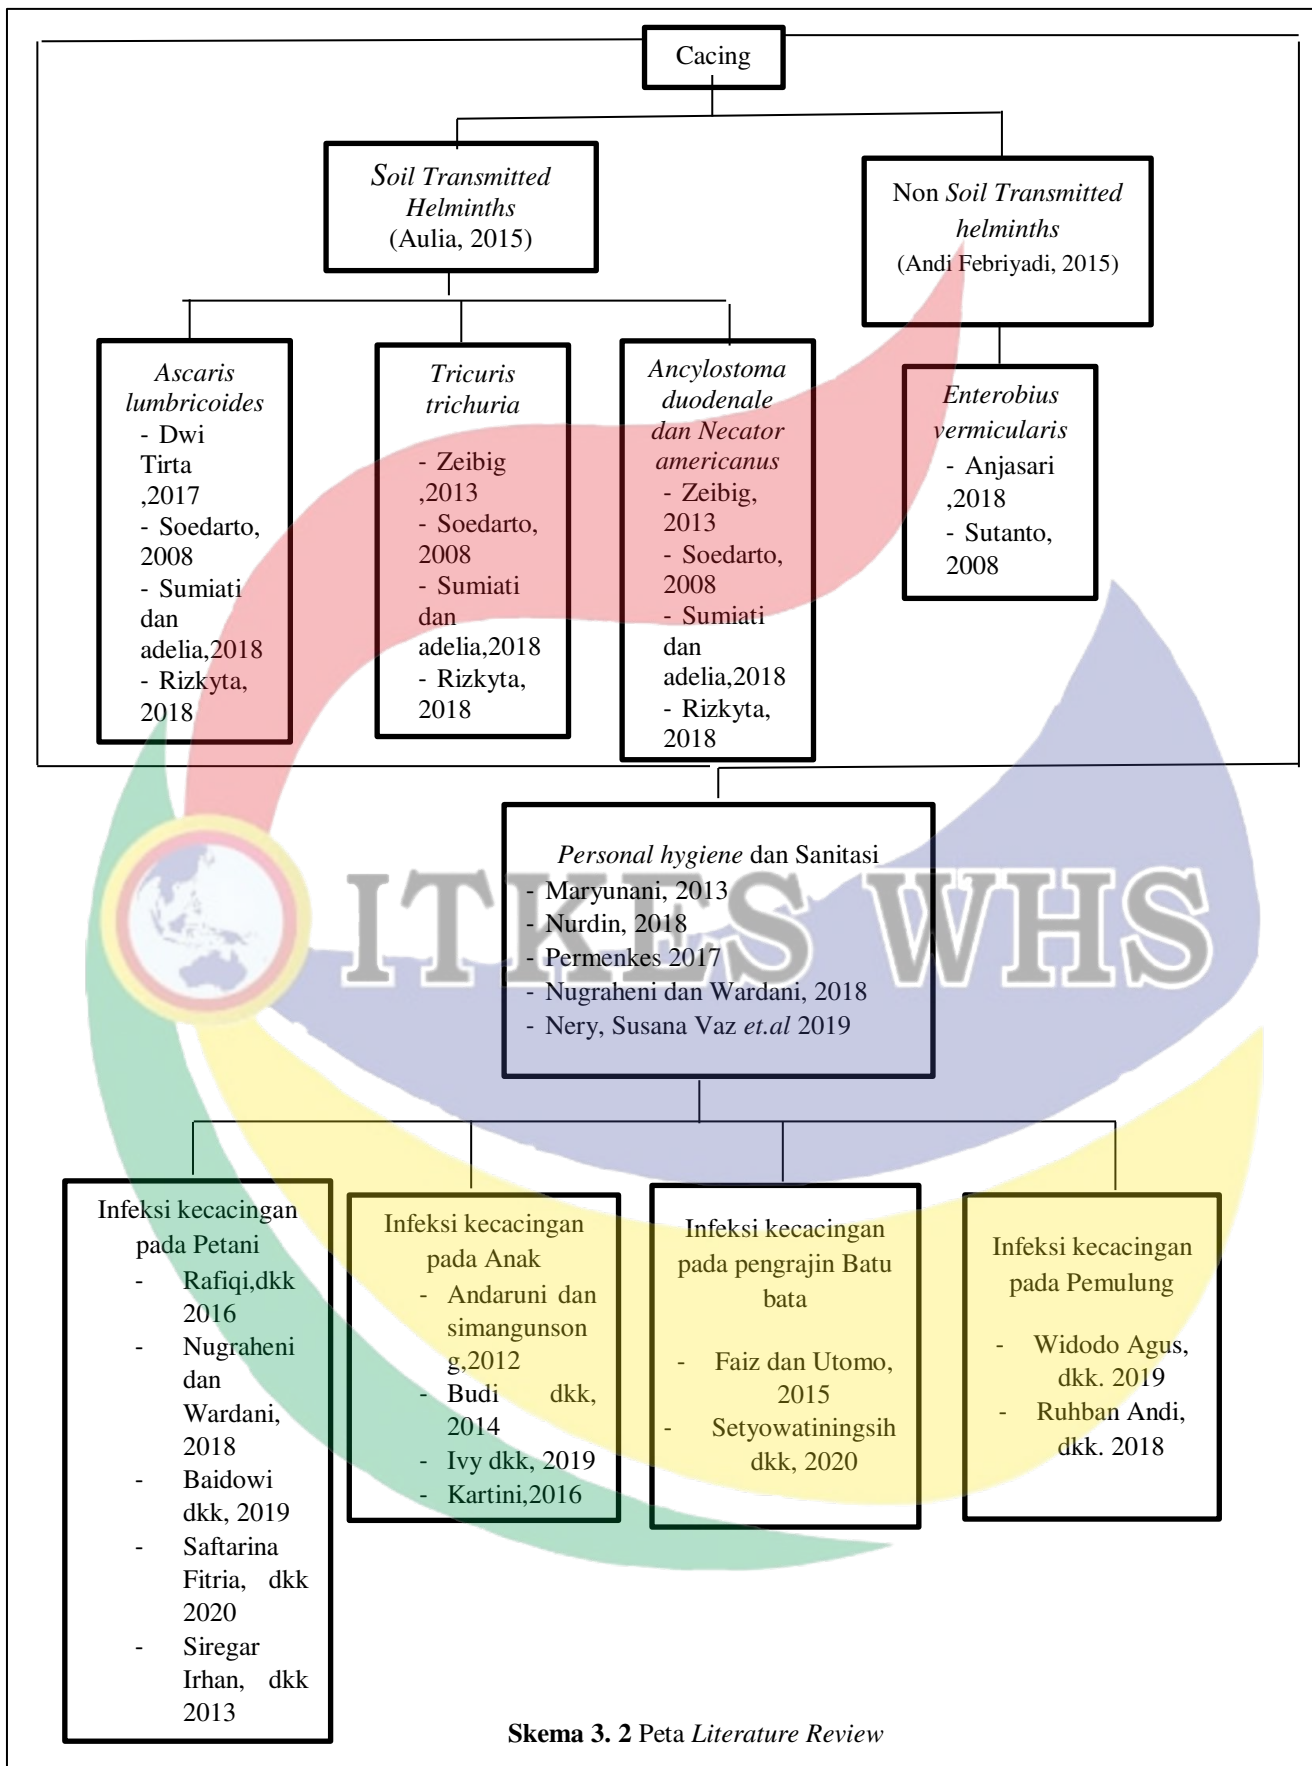 Cacing
Soil Transmitted
Helminths
(Aulia, 2015)
Non Soil Transmitted
helminths
(Andi Febriyadi, 2015)
Ascaris
lumbricoides
- Dwi
Tirta
,2017
- Soedarto,
2008
- Sumiati
dan
adelia,2018
- Rizkyta,
2018
Tricuris
trichuria
- Zeibig
,2013
- Soedarto,
2008
- Sumiati
dan
adelia,2018
- Rizkyta,
2018
Ancylostoma
duodenale
dan Necator
americanus
- Zeibig,
2013
- Soedarto,
2008
- Sumiati
dan
adelia,2018
- Rizkyta,
2018
Enterobius
vermicularis
- Anjasari
,2018
- Sutanto,
2008
Personal hygiene dan Sanitasi
- Maryunani, 2013
- Nurdin, 2018
- Permenkes 2017
- Nugraheni dan Wardani, 2018
- Nery, Susana Vaz et.al 2019
ITKES WHS
Infeksi kecacingan
pada Petani
- Rafiqi,dkk
2016
- Nugraheni
dan
Wardani,
2018
- Baidowi
dkk, 2019
- Saftarina
Fitria, dkk
2020
- Siregar
Irhan, dkk
2013
Infeksi kecacingan
pada Anak
- Andaruni dan
simangunson
g,2012
- Budi dkk,
2014
- Ivy dkk, 2019
- Kartini,2016
Infeksi kecacingan
pada pengrajin Batu
bata
- Faiz dan Utomo,
2015
- Setyowatiningsih
dkk, 2020
Infeksi kecacingan
pada Pemulung
- Widodo Agus,
dkk. 2019
- Ruhban Andi,
dkk. 2018
Skema 3. 2 Peta Literature Review